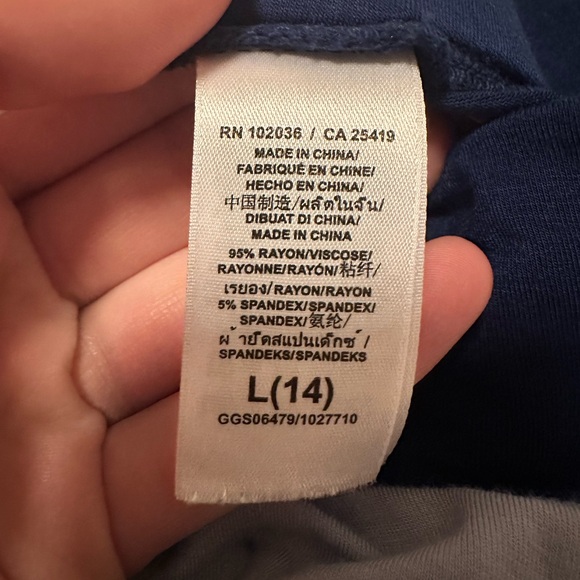 RN 102036 / CA 25419
MADE IN CHINA/
FABRIQUÉ EN CHINE/
HECHO EN CHINA/
中国制造/ผลิตในจีน/
DIBUAT DI CHINA/
MADE IN CHINA
95% RAYON/VISCOSE/
RAYONNE/RAYÓN/粘纤/
เรยอง/RAYON/RAYON
5% SPANDEX/SPANDEX/
SPANDEX/氨纶/
ผ้ายืดสแปนเด็กซ์/
SPANDEKS/SPANDEKS
L(14)
GGS06479/1027710